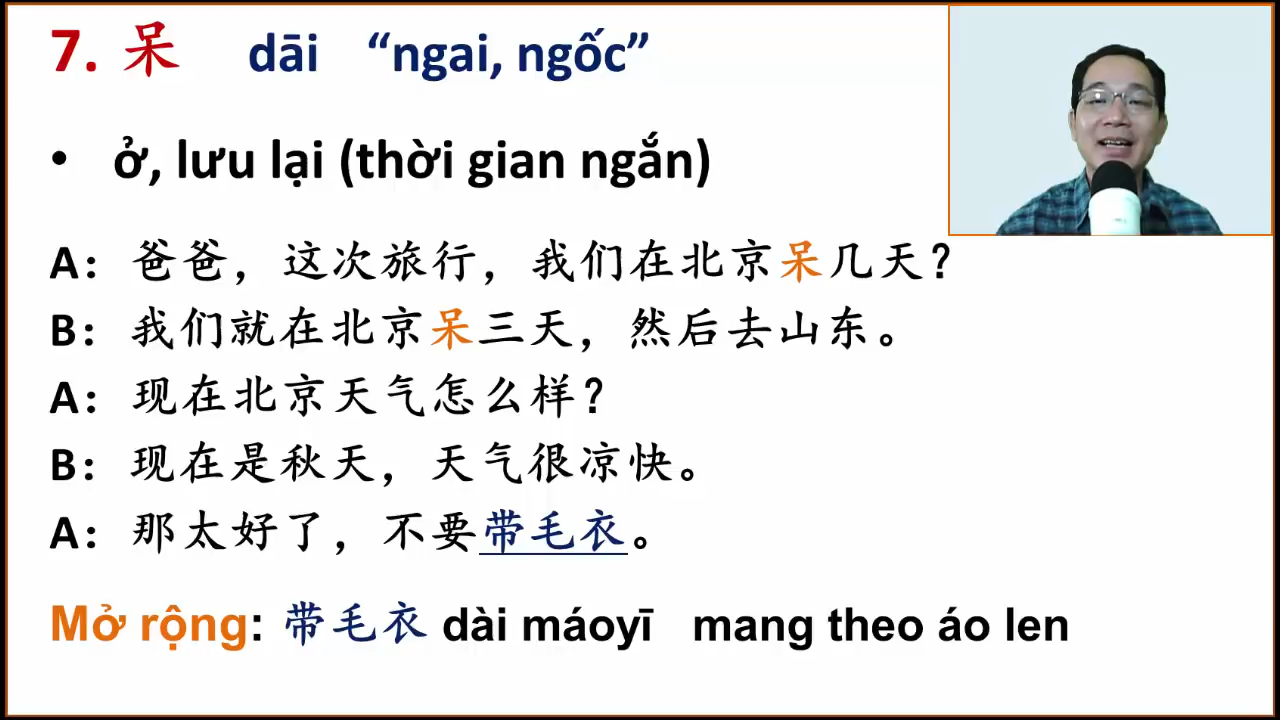 7. 呆 dāi “ngai, ngốc”
• ở, lưu lại (thời gian ngắn)
A：爸爸，这次旅行，我们在北京呆几天？
B：我们就在北京呆三天，然后去山东。
A：现在北京天气怎么样？
B：现在是秋天，天气很凉快。
A：那太好了，不要带毛衣。
Mở rộng: 带毛衣 dài máoyī mang theo áo len